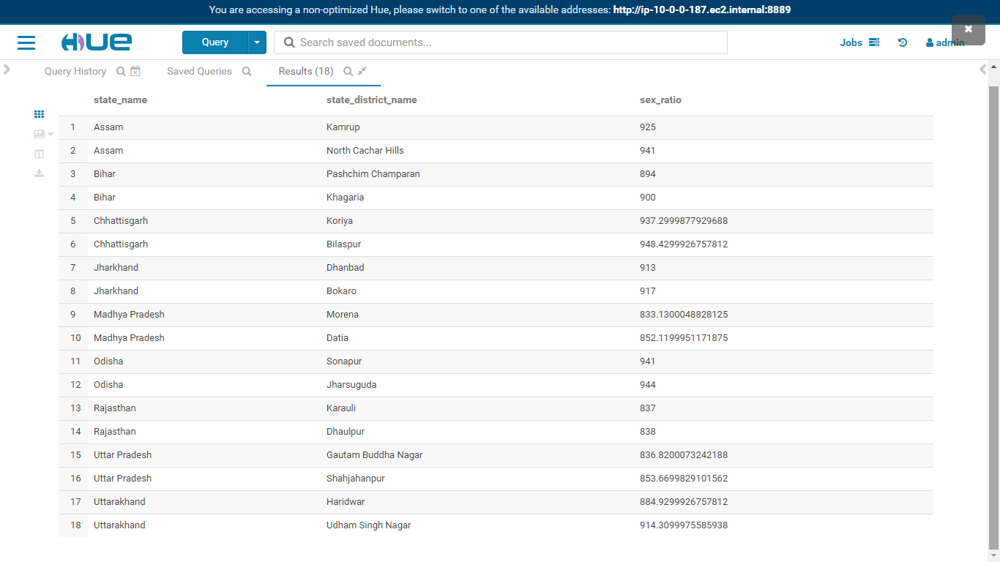 You are accessing a non-optimized Hue, please switch to one of the available addresses: http://ip-10-0-0-187.ec2.internal:8889
HUE Query Search saved documents... Jobs admin
Query History Saved Queries Results (18)
state_name state_district_name sex_ratio
1 Assam Kamrup 925
2 Assam North Cachar Hills 941
3 Bihar Pashchim Champaran 894
4 Bihar Khagaria 900
5 Chhattisgarh Koriya 937.2999877929688
6 Chhattisgarh Bilaspur 948.4299926757812
7 Jharkhand Dhanbad 913
8 Jharkhand Bokaro 917
9 Madhya Pradesh Morena 833.1300048828125
10 Madhya Pradesh Datia 852.1199951171875
11 Odisha Sonapur 941
12 Odisha Jharsuguda 944
13 Rajasthan Karauli 837
14 Rajasthan Dhaulpur 838
15 Uttar Pradesh Gautam Buddha Nagar 836.8200073242188
16 Uttar Pradesh Shahjahanpur 853.6699829101562
17 Uttarakhand Haridwar 884.9299926757812
18 Uttarakhand Udham Singh Nagar 914.3099975585938